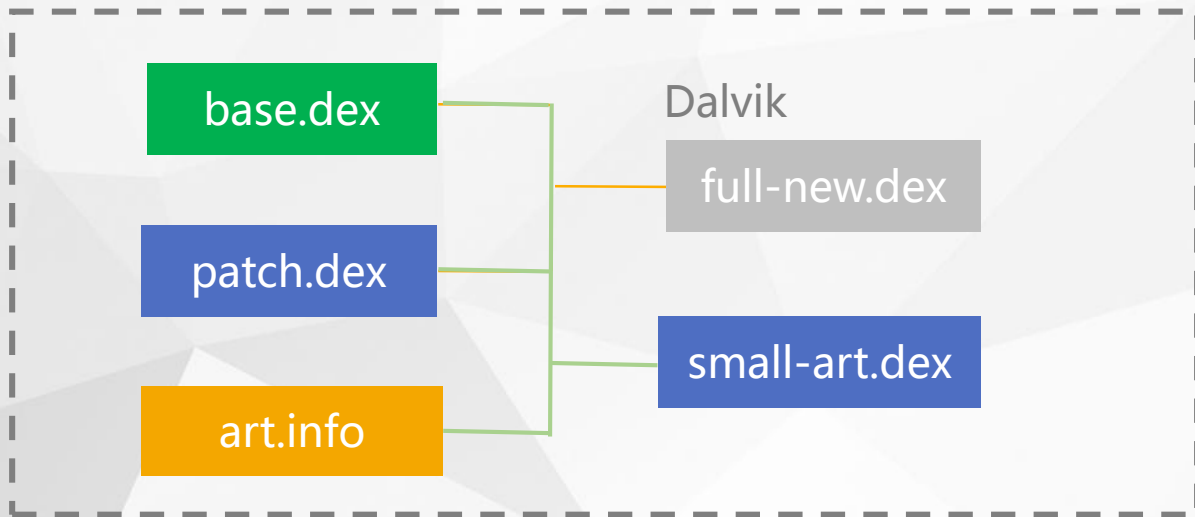 base.dex
patch.dex
art.info
Dalvik
full-new.dex
small-art.dex